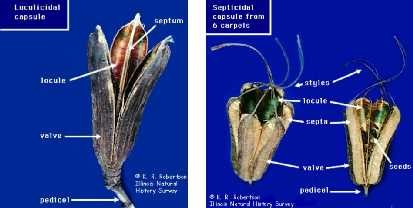 Loculicidal
capsule
septum
locule
valve
pedicel
© K. R. Robertson
Illinois Natural
History Survey
Septicidal
capsule from
6 carpels
styles
locule
septa
valve
seeds
pedicel
© K. R. Robertson
Illinois Natural
History Survey